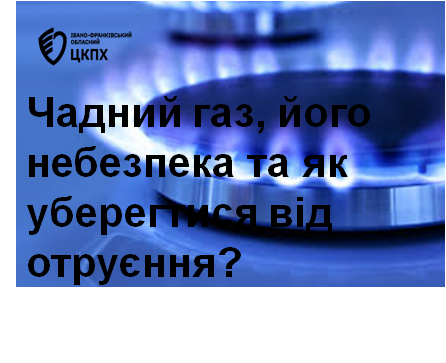 ІВАНО-ФРАНКІВСЬКИЙ
ОБЛАСНИЙ
ЦКПХ
Чадний газ, його
небезпека та як
уберегтися від
отруєння?